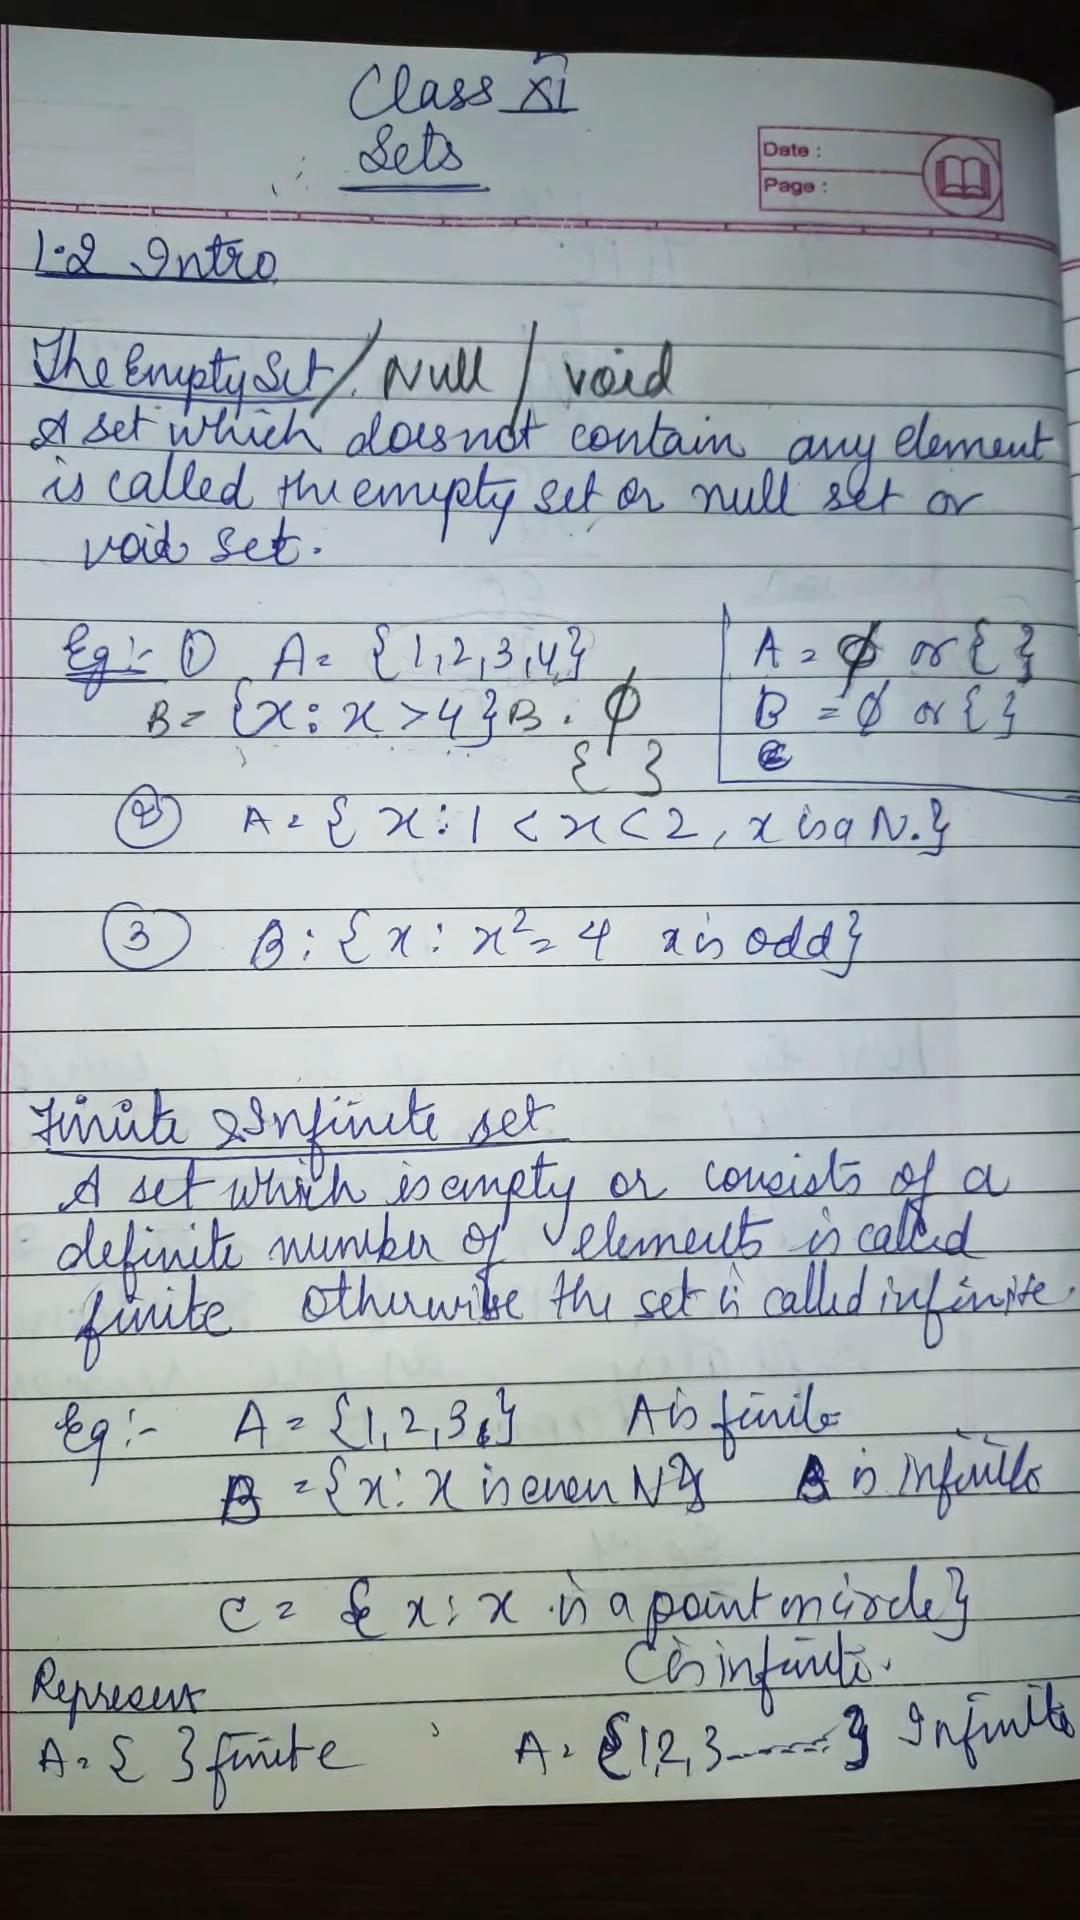 Class XI
Sets
Date :
Page :
1.2 Intro
The Empty Set / Null / void
A set which does not contain any element
is called the empty set or null set or
void set.
Eg:- ① A = {1,2,3,4} A = ϕ or { }
B = {x : x > 4} B = ϕ B = ϕ or { }
{ }
② A = { x : 1 < x < 2, x is a N.}
③ B : {x : x² = 4 x is odd}
Finite & Infinite set
A set which is empty or consists of a
definite number of elements is called
finite otherwise the set is called infinite.
Eg:- A = {1,2,3,} A is finite
B = {x : x is even N} B is infinite
C = { x : x is a point on circle}
C is infinite.
Represent
A = { } finite , A = {1,2,3------} Infinite